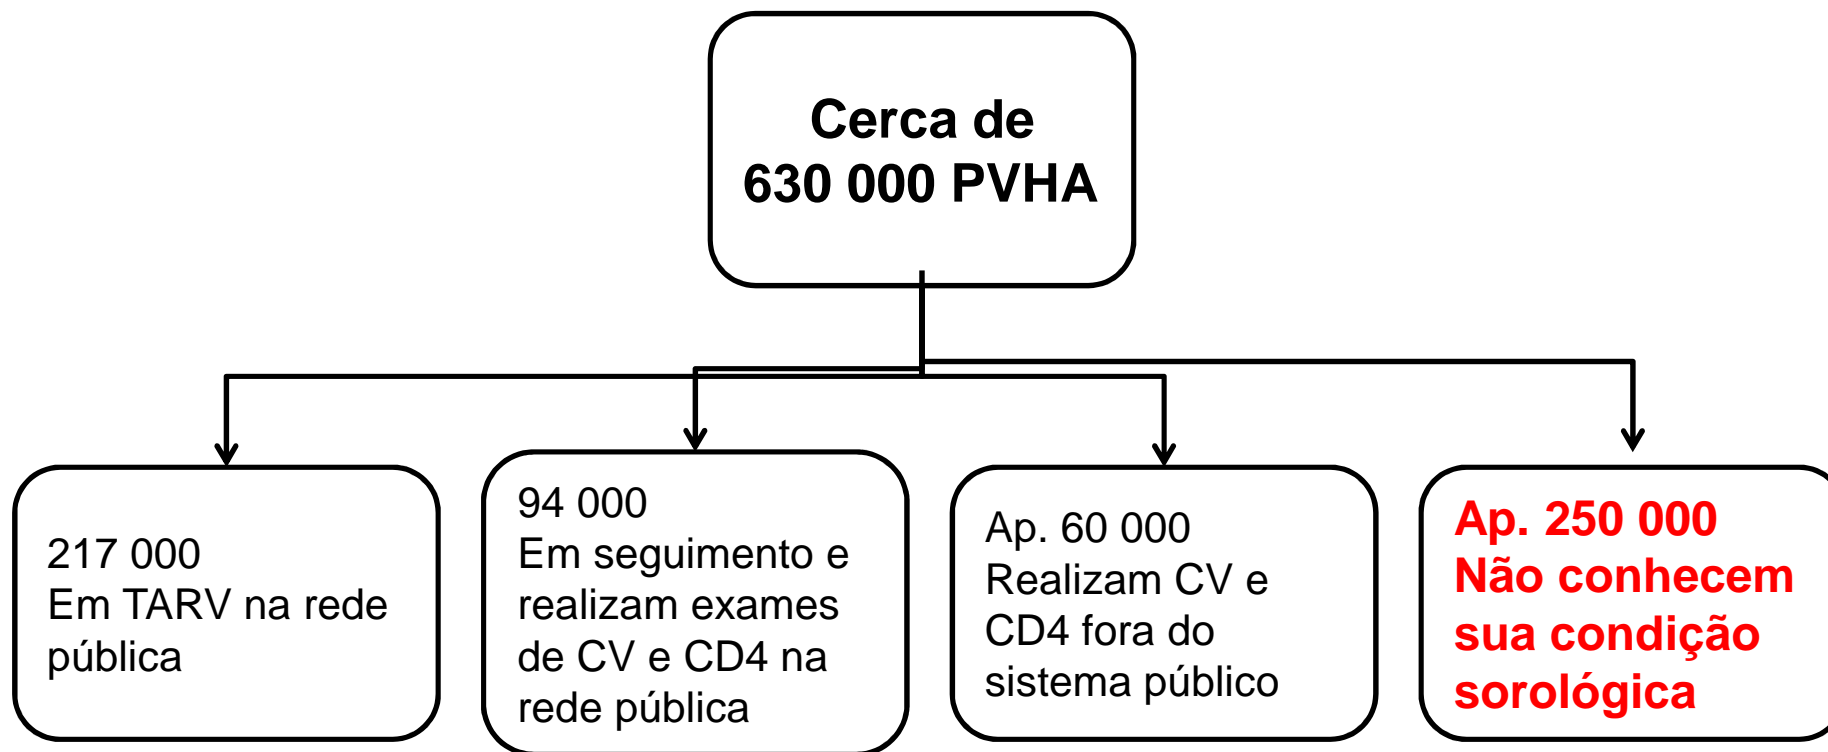 Cerca de
630 000 PVHA
217 000
Em TARV na rede
pública
94 000
Em seguimento e
realizam exames
de CV e CD4 na
rede pública
Ap. 60 000
Realizam CV e
CD4 fora do
sistema público
Ap. 250 000
Não conhecem
sua condição
sorológica